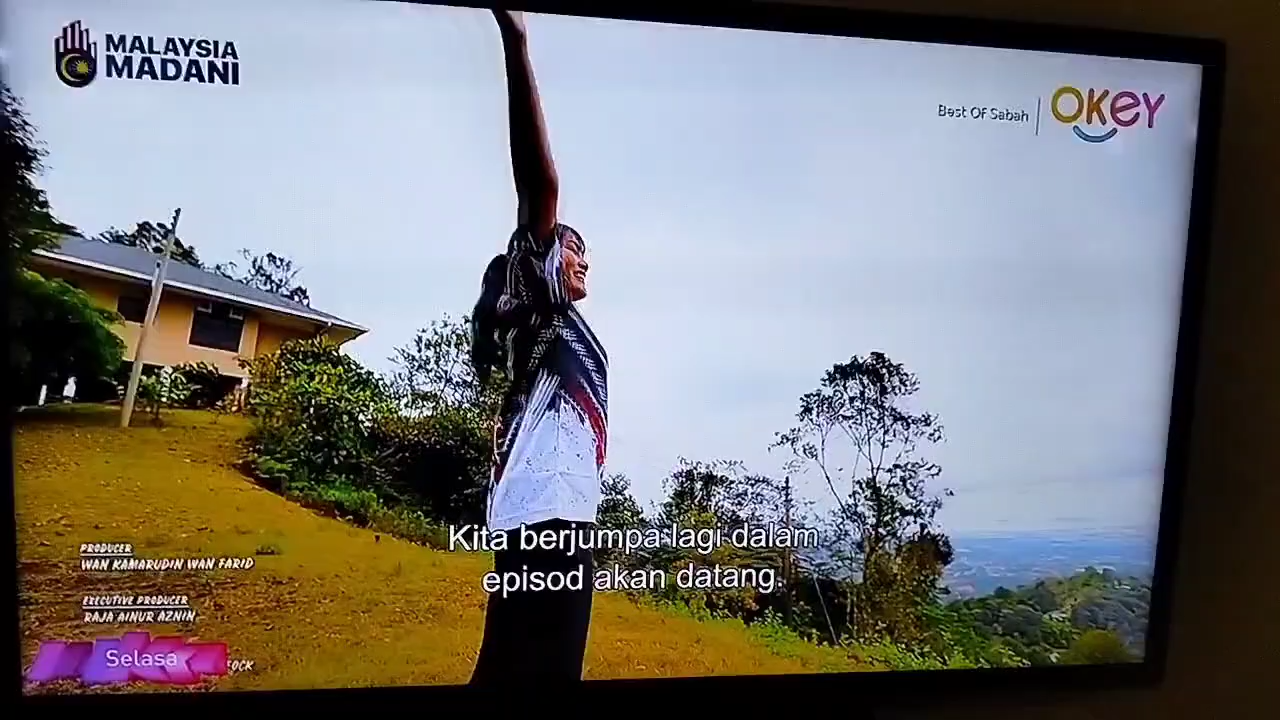 MALAYSIA
MADANI
Best Of Sabah
OKEY
Kita berjumpa lagi dalam
episod akan datang.
PRODUCER
WAN KAMARUDIN WAN FARID
EXECUTIVE PRODUCER
RAJA AINUR AZNIN
Selasa